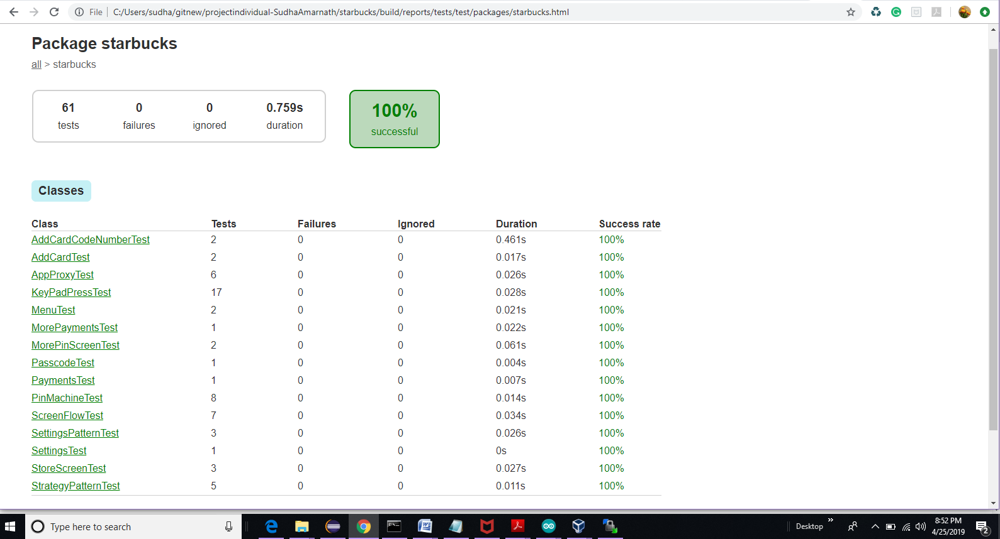 File C:/Users/sudha/gitnew/projectindividual-SudhaAmarnath/starbucks/build/reports/tests/test/packages/starbucks.html
Package starbucks
all > starbucks
61 0 0 0.759s
tests failures ignored duration
100%
successful
Classes
Class Tests Failures Ignored Duration Success rate
AddCardCodeNumberTest 2 0 0 0.461s 100%
AddCardTest 2 0 0 0.017s 100%
AppProxyTest 6 0 0 0.026s 100%
KeyPadPressTest 17 0 0 0.028s 100%
MenuTest 2 0 0 0.021s 100%
MorePaymentsTest 1 0 0 0.022s 100%
MorePinScreenTest 2 0 0 0.061s 100%
PasscodeTest 1 0 0 0.004s 100%
PaymentsTest 1 0 0 0.007s 100%
PinMachineTest 8 0 0 0.014s 100%
ScreenFlowTest 7 0 0 0.034s 100%
SettingsPatternTest 3 0 0 0.026s 100%
SettingsTest 1 0 0 0s 100%
StoreScreenTest 3 0 0 0.027s 100%
StrategyPatternTest 5 0 0 0.011s 100%
Type here to search
Desktop
8:52 PM
4/25/2019
2